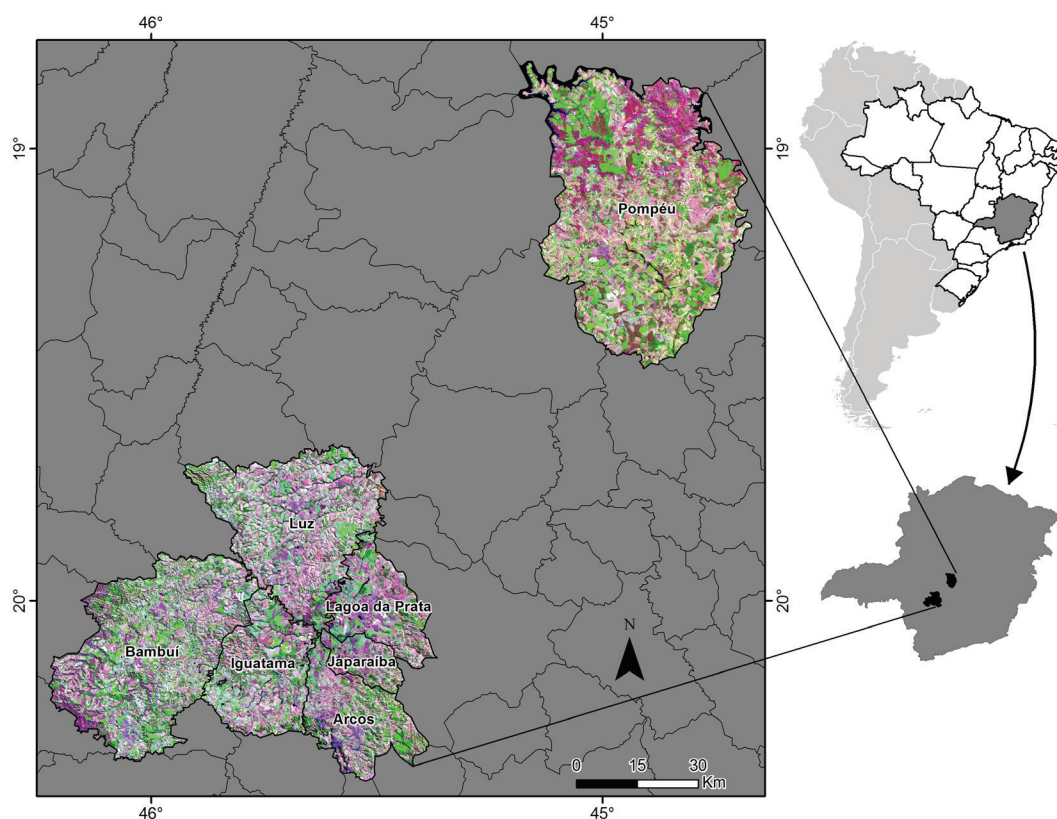 46°
45°
19°
19°
Pompéu
Luz
Lagoa da Prata
20°
20°
Bambuí
Iguatama
Japaraíba
Arcos
N
0 15 30
Km
46°
45°